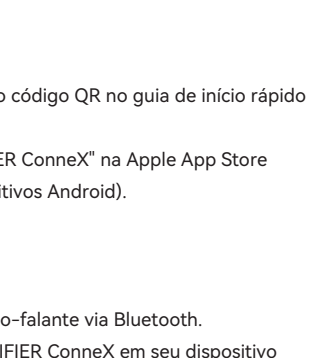 o código QR no guia de início rápido
ER ConneX" na Apple App Store
itivos Android).
o-falante via Bluetooth.
IFIER ConneX em seu dispositivo